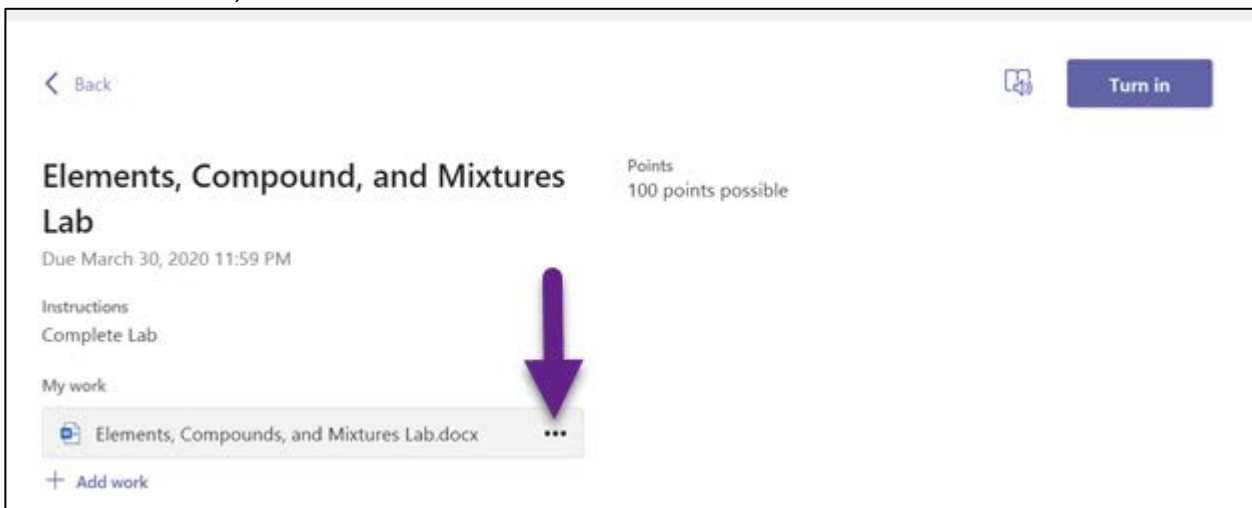 Back
Turn in
Elements, Compound, and Mixtures
Lab
Due March 30, 2020 11:59 PM
Points
100 points possible
Instructions
Complete Lab
My work
Elements, Compounds, and Mixtures Lab.docx
+ Add work